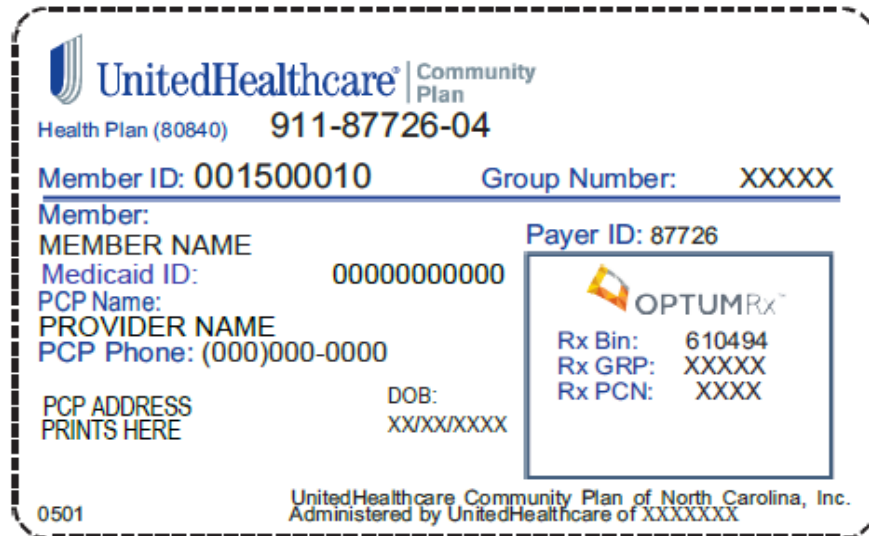 UnitedHealthcare® Community
Plan
Health Plan (80840) 911-87726-04
Member ID: 001500010 Group Number: XXXXX
Member:
MEMBER NAME
Payer ID: 87726
Medicaid ID: 00000000000
PCP Name:
PROVIDER NAME
PCP Phone: (000)000-0000
OPTUMRx™
Rx Bin: 610494
Rx GRP: XXXXX
Rx PCN: XXXX
PCP ADDRESS
PRINTS HERE
DOB:
XX/XX/XXXX
0501
UnitedHealthcare Community Plan of North Carolina, Inc.
Administered by UnitedHealthcare of XXXXXXX